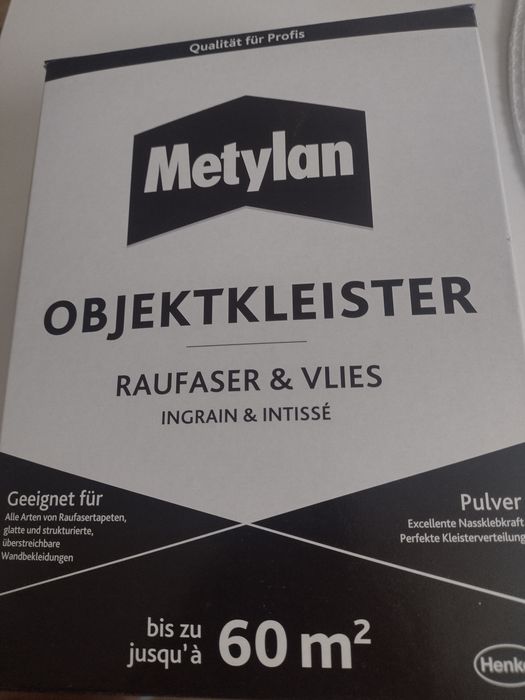 Qualität für Profis
Metylan
OBJEKTKLEISTER
RAUFASER & VLIES
INGRAIN & INTISSÉ
Geeignet für
Alle Arten von Raufasertapeten,
glatte und strukturierte,
überstreichbare
Wandbekleidungen
Pulver
Excellente Nassklebkraft
Perfekte Kleisterverteilung
bis zu
jusqu'à
60 m²
Henke